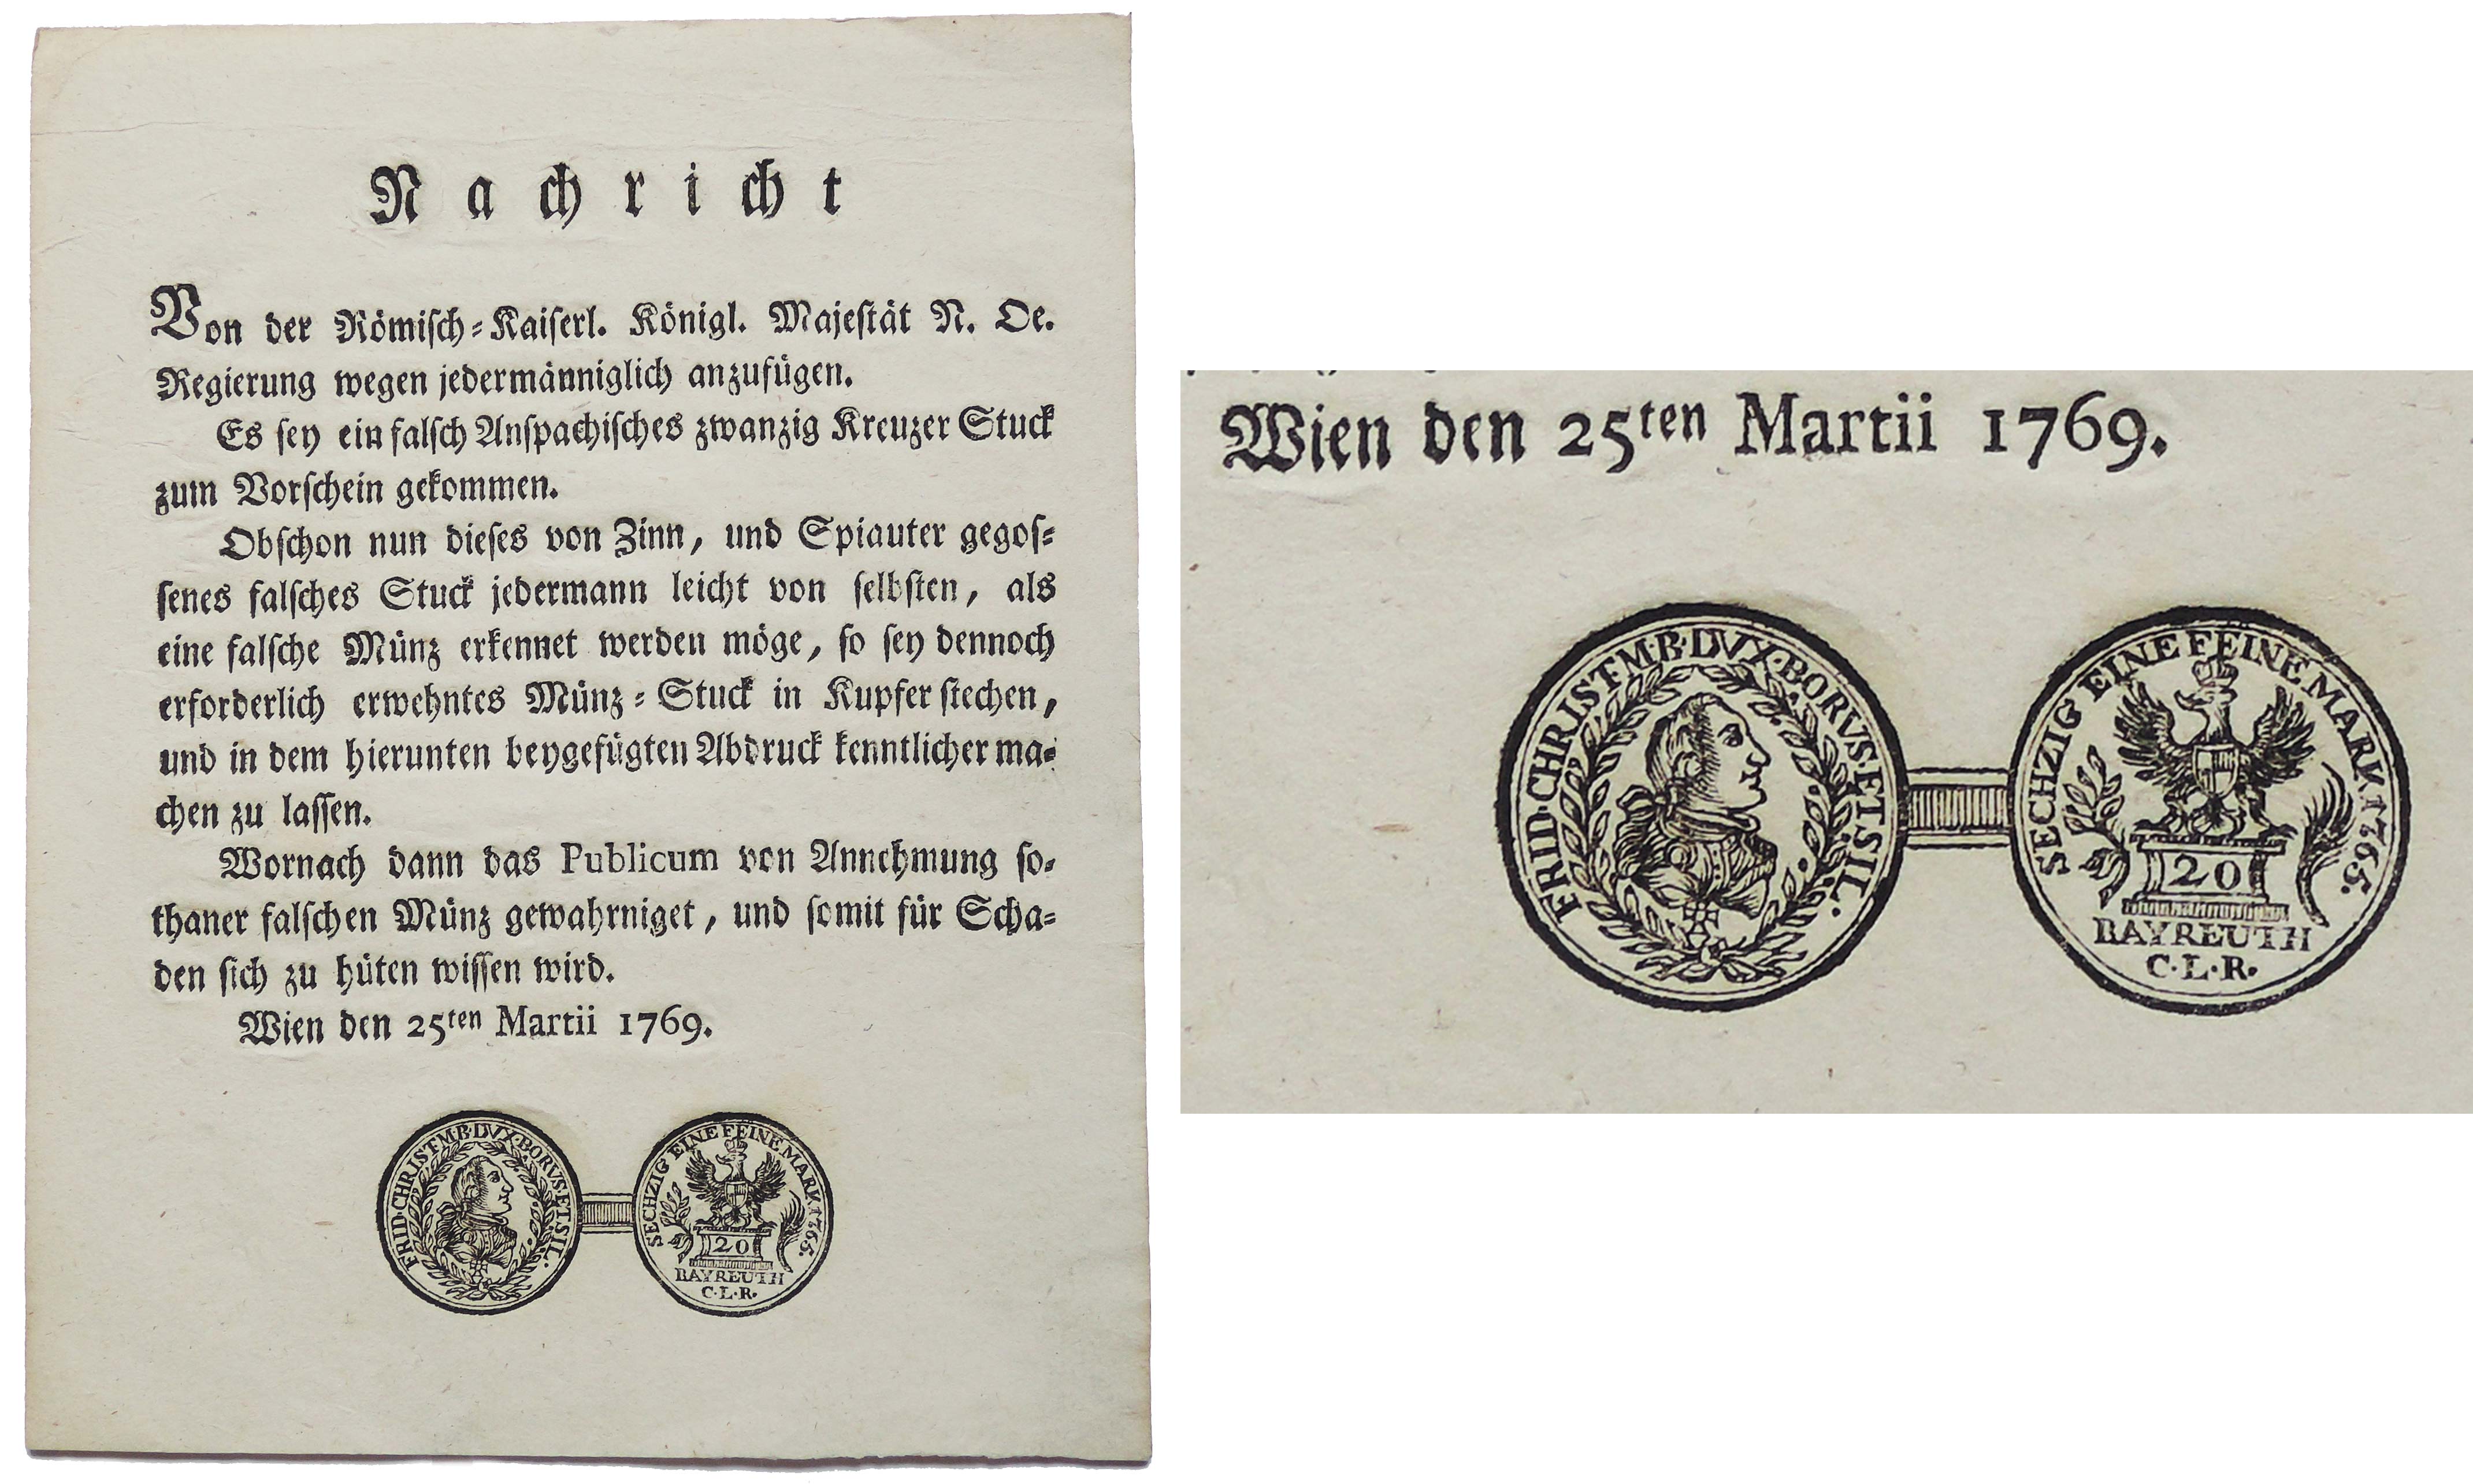 Nachricht
Von der Römisch=Kaiserl. Königl. Majestät N. Oe.
Regierung wegen jedermänniglich anzufügen.
Es sey ein falsch Anspachisches zwanzig Kreuzer Stuck
zum Vorschein gekommen.
Obschon nun dieses von Zinn, und Spiauter gegos=
senes falsches Stuck jedermann leicht von selbsten, als
eine falsche Münz erkennet werden möge, so sey dennoch
erforderlich erwehntes Münz=Stuck in Kupfer stechen,
und in dem hierunten beygefügten Abdruck kenntlicher ma=
chen zu lassen.
Wornach dann das Publicum von Annehmung so=
thaner falschen Münz gewahrniget, und somit für Scha=
den sich zu hüten wissen wird.
Wien den 25ten Martii 1769.
FRID·CHRIST·M·B·DVX·BORVS·ET·SIL·
SECHZIG EINE FEINE MARK 1765.
20
BAYREUTH
C·L·R·
Wien den 25ten Martii 1769.
FRID·CHRIST·M·B·DVX·BORVS·ET·SIL·
SECHZIG EINE FEINE MARK 1765.
20
BAYREUTH
C·L·R·